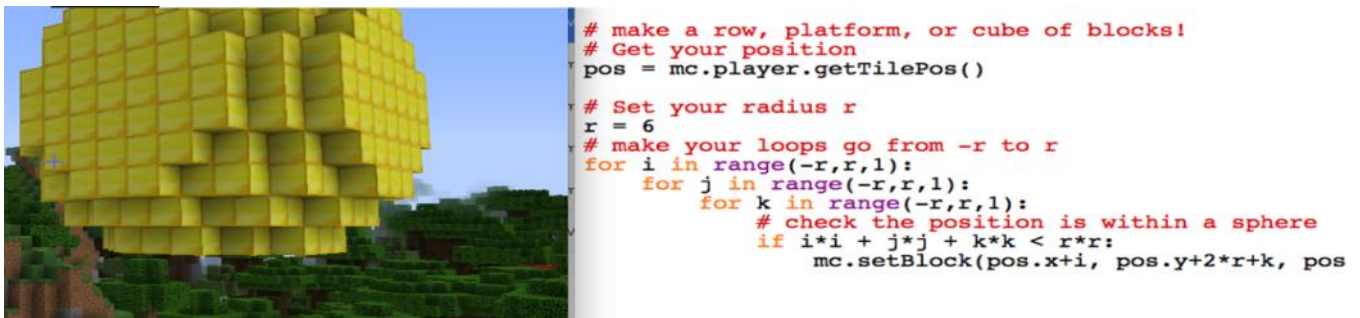 # make a row, platform, or cube of blocks!
# Get your position
pos = mc.player.getTilePos()
# Set your radius r
r = 6
# make your loops go from -r to r
for i in range(-r,r,1):
for j in range(-r,r,1):
for k in range(-r,r,1):
# check the position is within a sphere
if i*i + j*j + k*k < r*r:
mc.setBlock(pos.x+i, pos.y+2*r+k, pos